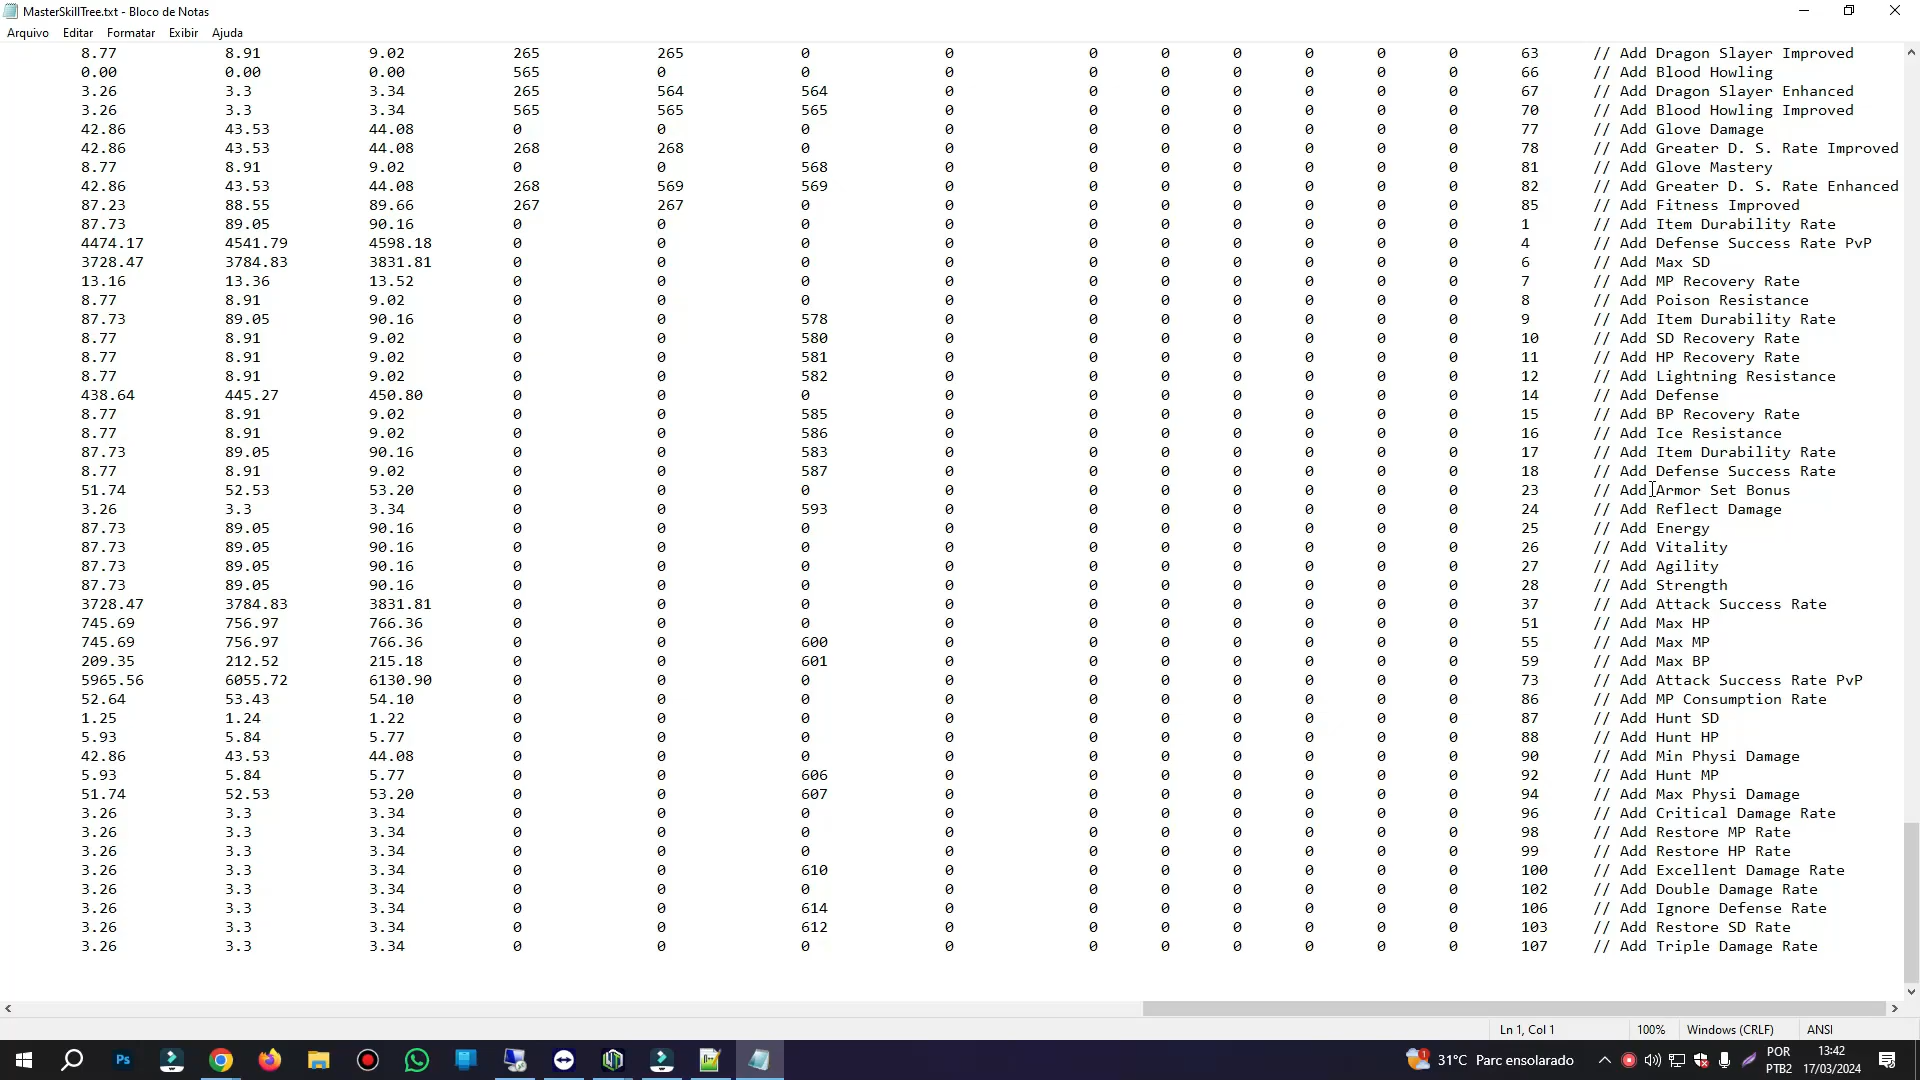 MasterSkillTree.txt - Bloco de Notas
Arquivo Editar Formatar Exibir Ajuda
8.77 8.91 9.02 265 265 0 0 0 0 0 0 0 0 63 // Add Dragon Slayer Improved
0.00 0.00 0.00 565 0 0 0 0 0 0 0 0 0 66 // Add Blood Howling
3.26 3.3 3.34 265 564 564 0 0 0 0 0 0 0 67 // Add Dragon Slayer Enhanced
3.26 3.3 3.34 565 565 565 0 0 0 0 0 0 0 70 // Add Blood Howling Improved
42.86 43.53 44.08 0 0 0 0 0 0 0 0 0 0 77 // Add Glove Damage
42.86 43.53 44.08 268 268 0 0 0 0 0 0 0 0 78 // Add Greater D. S. Rate Improved
8.77 8.91 9.02 0 0 568 0 0 0 0 0 0 0 81 // Add Glove Mastery
42.86 43.53 44.08 268 569 569 0 0 0 0 0 0 0 82 // Add Greater D. S. Rate Enhanced
87.23 88.55 89.66 267 267 0 0 0 0 0 0 0 0 85 // Add Fitness Improved
87.73 89.05 90.16 0 0 0 0 0 0 0 0 0 0 1 // Add Item Durability Rate
4474.17 4541.79 4598.18 0 0 0 0 0 0 0 0 0 0 4 // Add Defense Success Rate PvP
3728.47 3784.83 3831.81 0 0 0 0 0 0 0 0 0 0 6 // Add Max SD
13.16 13.36 13.52 0 0 0 0 0 0 0 0 0 0 7 // Add MP Recovery Rate
8.77 8.91 9.02 0 0 0 0 0 0 0 0 0 0 8 // Add Poison Resistance
87.73 89.05 90.16 0 0 578 0 0 0 0 0 0 0 9 // Add Item Durability Rate
8.77 8.91 9.02 0 0 580 0 0 0 0 0 0 0 10 // Add SD Recovery Rate
8.77 8.91 9.02 0 0 581 0 0 0 0 0 0 0 11 // Add HP Recovery Rate
8.77 8.91 9.02 0 0 582 0 0 0 0 0 0 0 12 // Add Lightning Resistance
438.64 445.27 450.80 0 0 0 0 0 0 0 0 0 0 14 // Add Defense
8.77 8.91 9.02 0 0 585 0 0 0 0 0 0 0 15 // Add BP Recovery Rate
8.77 8.91 9.02 0 0 586 0 0 0 0 0 0 0 16 // Add Ice Resistance
87.73 89.05 90.16 0 0 583 0 0 0 0 0 0 0 17 // Add Item Durability Rate
8.77 8.91 9.02 0 0 587 0 0 0 0 0 0 0 18 // Add Defense Success Rate
51.74 52.53 53.20 0 0 0 0 0 0 0 0 0 0 23 // Add Armor Set Bonus
3.26 3.3 3.34 0 0 593 0 0 0 0 0 0 0 24 // Add Reflect Damage
87.73 89.05 90.16 0 0 0 0 0 0 0 0 0 0 25 // Add Energy
87.73 89.05 90.16 0 0 0 0 0 0 0 0 0 0 26 // Add Vitality
87.73 89.05 90.16 0 0 0 0 0 0 0 0 0 0 27 // Add Agility
87.73 89.05 90.16 0 0 0 0 0 0 0 0 0 0 28 // Add Strength
3728.47 3784.83 3831.81 0 0 0 0 0 0 0 0 0 0 37 // Add Attack Success Rate
745.69 756.97 766.36 0 0 0 0 0 0 0 0 0 0 51 // Add Max HP
745.69 756.97 766.36 0 0 600 0 0 0 0 0 0 0 55 // Add Max MP
209.35 212.52 215.18 0 0 601 0 0 0 0 0 0 0 59 // Add Max BP
5965.56 6055.72 6130.90 0 0 0 0 0 0 0 0 0 0 73 // Add Attack Success Rate PvP
52.64 53.43 54.10 0 0 0 0 0 0 0 0 0 0 86 // Add MP Consumption Rate
1.25 1.24 1.22 0 0 0 0 0 0 0 0 0 0 87 // Add Hunt SD
5.93 5.84 5.77 0 0 0 0 0 0 0 0 0 0 88 // Add Hunt HP
42.86 43.53 44.08 0 0 0 0 0 0 0 0 0 0 90 // Add Min Physi Damage
5.93 5.84 5.77 0 0 606 0 0 0 0 0 0 0 92 // Add Hunt MP
51.74 52.53 53.20 0 0 607 0 0 0 0 0 0 0 94 // Add Max Physi Damage
3.26 3.3 3.34 0 0 0 0 0 0 0 0 0 0 96 // Add Critical Damage Rate
3.26 3.3 3.34 0 0 0 0 0 0 0 0 0 0 98 // Add Restore MP Rate
3.26 3.3 3.34 0 0 0 0 0 0 0 0 0 0 99 // Add Restore HP Rate
3.26 3.3 3.34 0 0 610 0 0 0 0 0 0 0 100 // Add Excellent Damage Rate
3.26 3.3 3.34 0 0 0 0 0 0 0 0 0 0 102 // Add Double Damage Rate
3.26 3.3 3.34 0 0 614 0 0 0 0 0 0 0 106 // Add Ignore Defense Rate
3.26 3.3 3.34 0 0 612 0 0 0 0 0 0 0 103 // Add Restore SD Rate
3.26 3.3 3.34 0 0 0 0 0 0 0 0 0 0 107 // Add Triple Damage Rate
Ln 1, Col 1 100% Windows (CRLF) ANSI
Ps 1 31°C Parc ensolarado POR 13:42
PTB2 17/03/2024